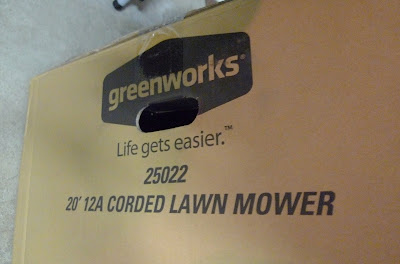 greenworks®
Life gets easier.™
25022
20' 12A CORDED LAWN MOWER